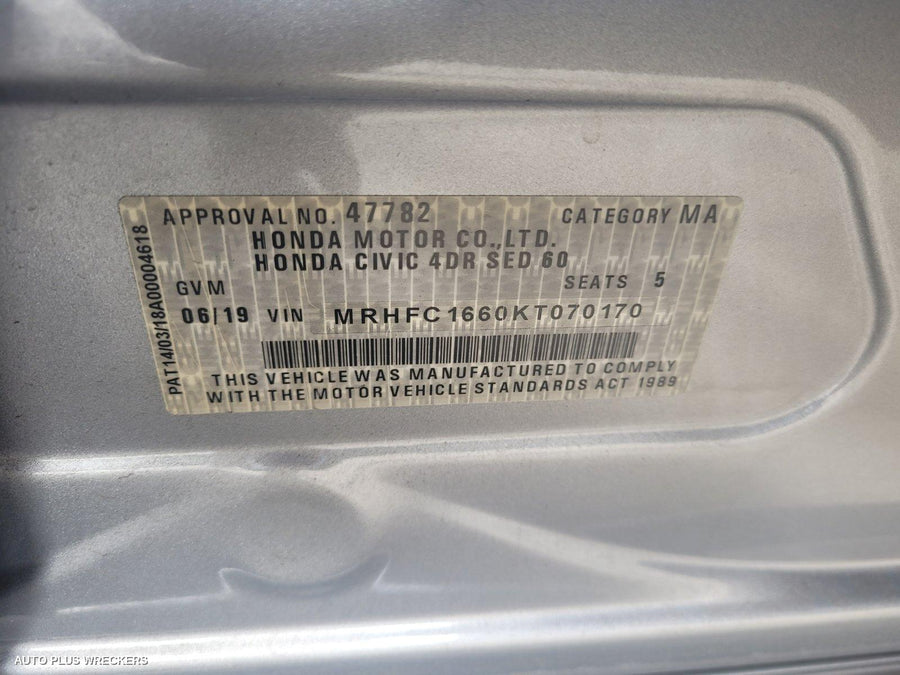 APPROVAL NO. 47782 CATEGORY MA
HONDA MOTOR CO.,LTD.
HONDA CIVIC 4DR SED 60
GVM SEATS 5
06/19 VIN MRHFC1660KT070170
THIS VEHICLE WAS MANUFACTURED TO COMPLY
WITH THE MOTOR VEHICLE STANDARDS ACT 1989
PAT14/03/18A00004618
AUTO PLUS WRECKERS